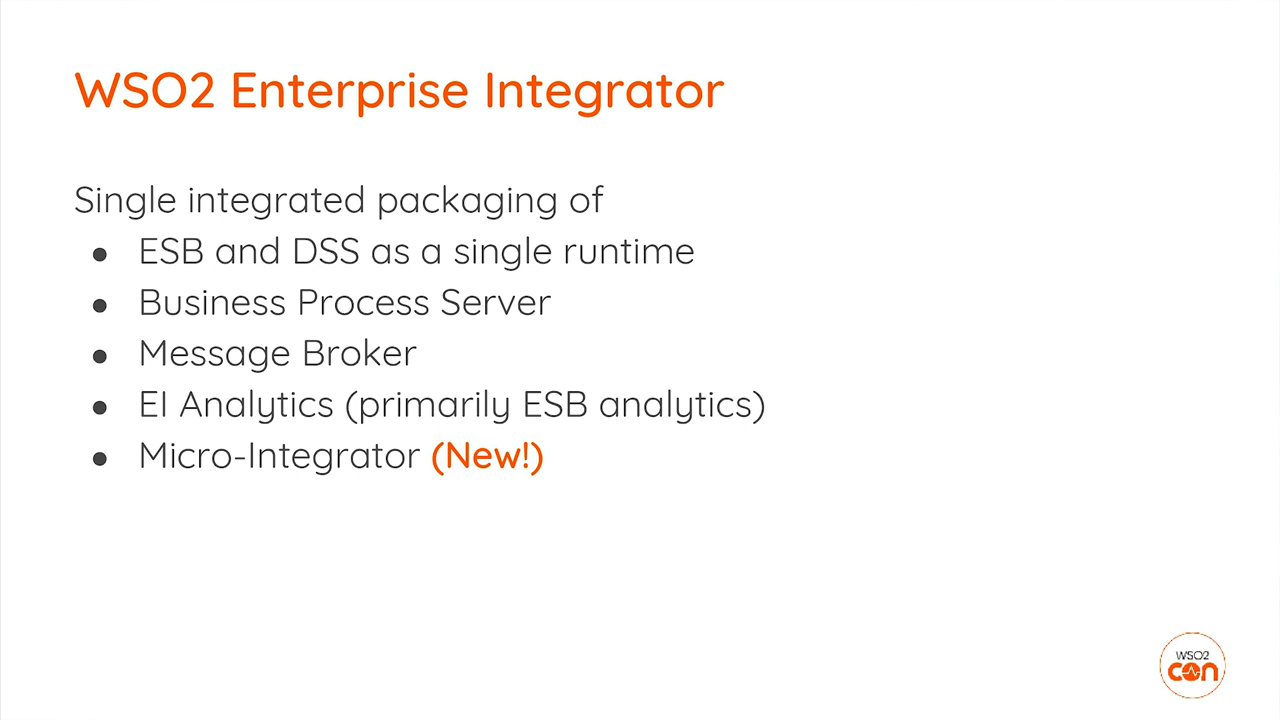 WSO2 Enterprise Integrator
Single integrated packaging of
● ESB and DSS as a single runtime
● Business Process Server
● Message Broker
● EI Analytics (primarily ESB analytics)
● Micro-Integrator (New!)
WSO2
con